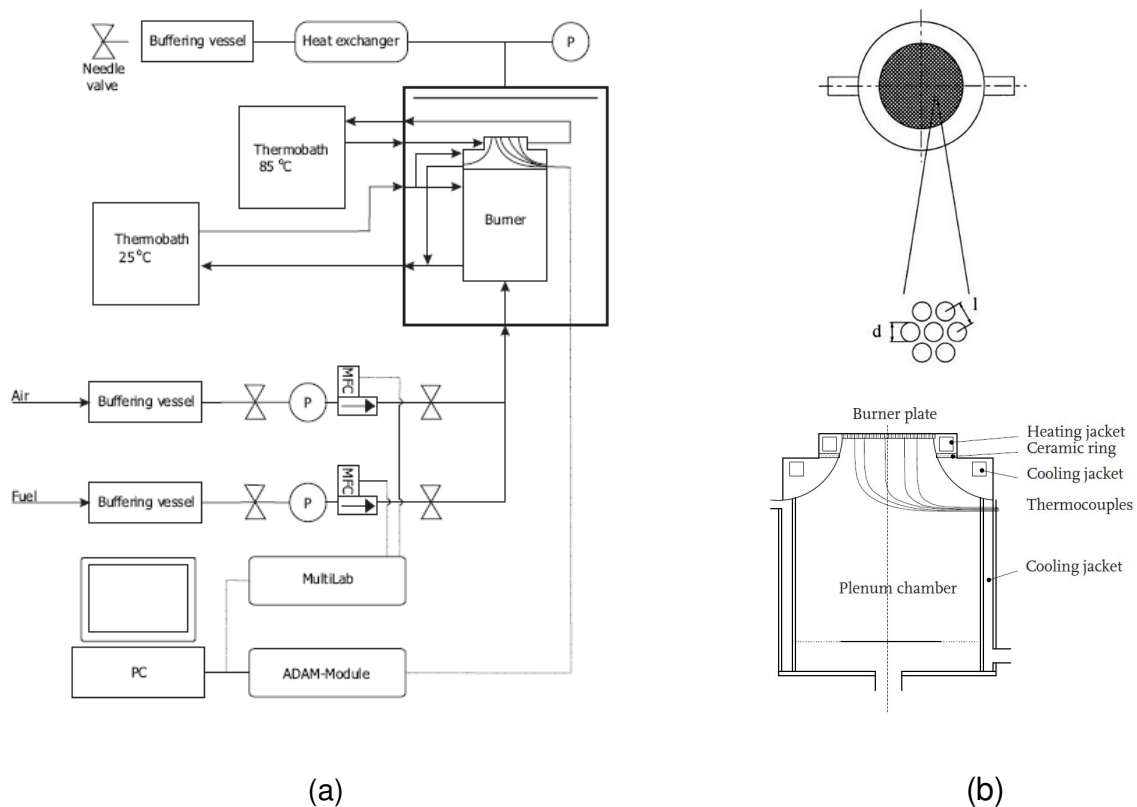 Needle
valve
Buffering vessel
Heat exchanger
P
Thermobath
85 °C
Thermobath
25°C
Burner
Air
Buffering vessel
P
MFC
Fuel
Buffering vessel
P
MFC
MultiLab
PC
ADAM-Module
(a)
d
l
Burner plate
Heating jacket
Ceramic ring
Cooling jacket
Thermocouples
Cooling jacket
Plenum chamber
(b)